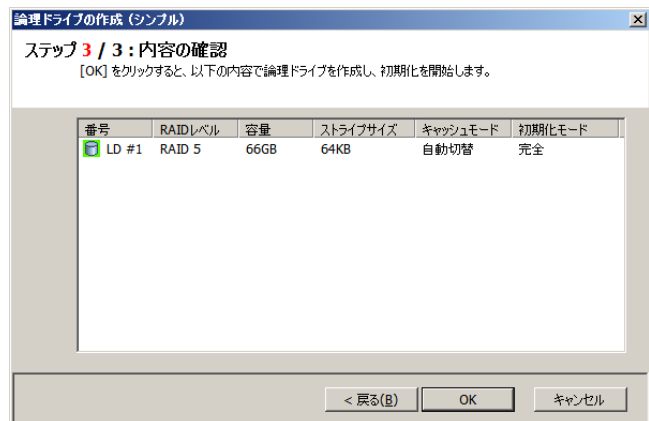 論理ドライブの作成 (シンプル)
ステップ 3 / 3 : 内容の確認
[OK] をクリックすると、以下の内容で論理ドライブを作成し、初期化を開始します。
番号 RAIDレベル 容量 ストライプサイズ キャッシュモード 初期化モード
LD #1 RAID 5 66GB 64KB 自動切替 完全
< 戻る(B) OK キャンセル